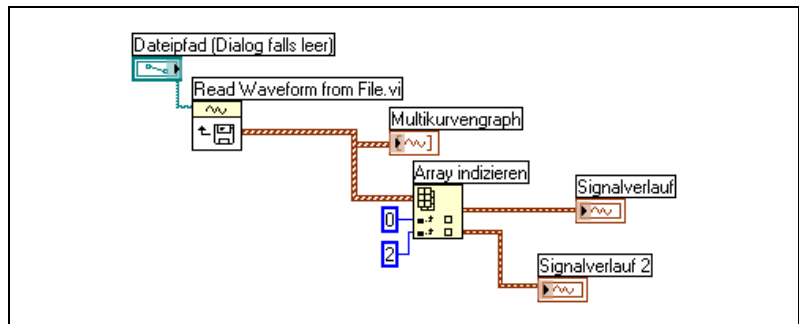 Dateipfad (Dialog falls leer)
Read Waveform from File.vi
Multikurvengraph
Array indizieren
Signalverlauf
0
2
Signalverlauf 2